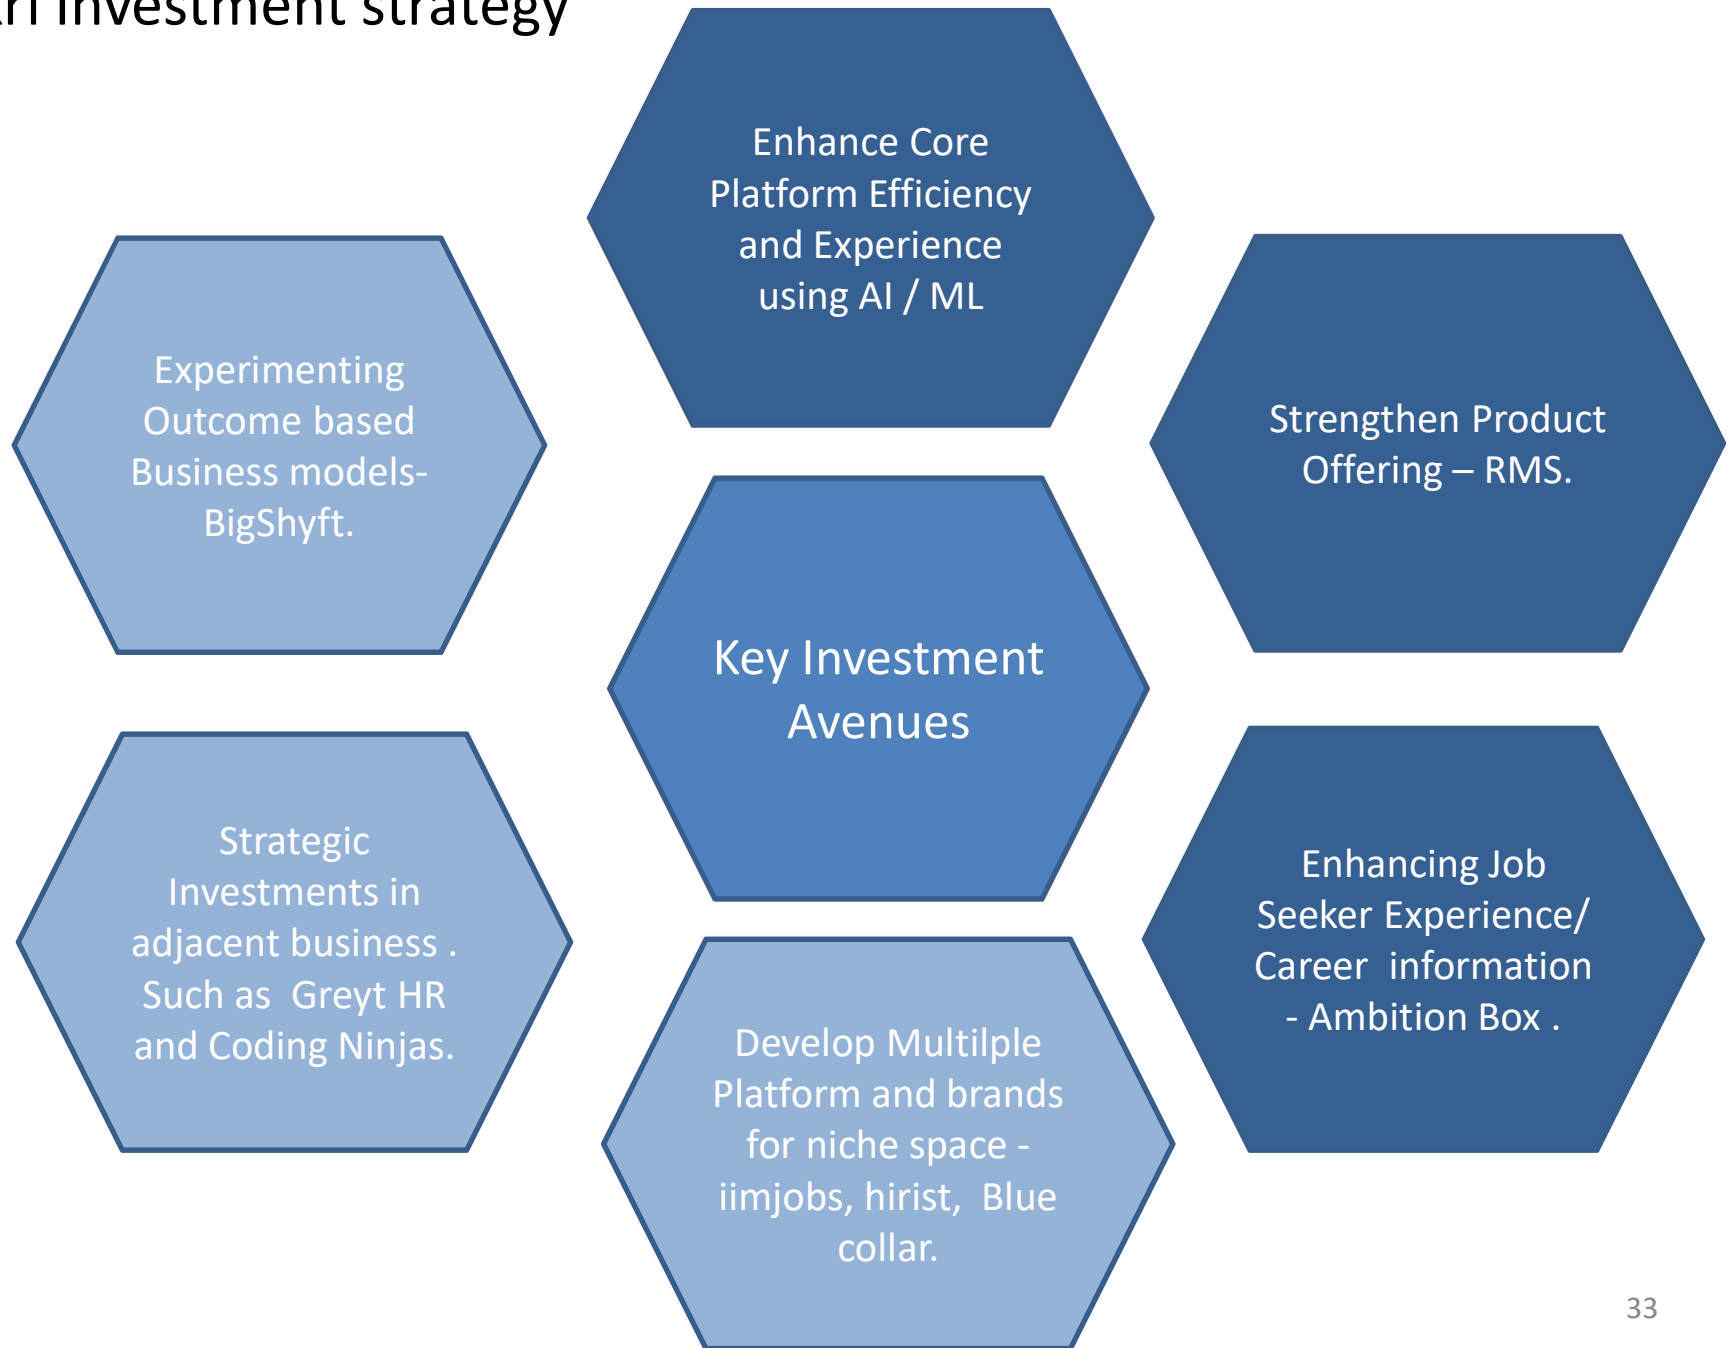 investment strategy
Enhance Core
Platform Efficiency
and Experience
using AI / ML
Experimenting
Outcome based
Business models-
BigShyft.
Strengthen Product
Offering – RMS.
Key Investment
Avenues
Strategic
Investments in
adjacent business .
Such as  Greyt HR
and Coding Ninjas.
Enhancing Job
Seeker Experience/
Career  information
- Ambition Box .
Develop Multilple
Platform and brands
for niche space -
iimjobs, hirist,  Blue
collar.
33